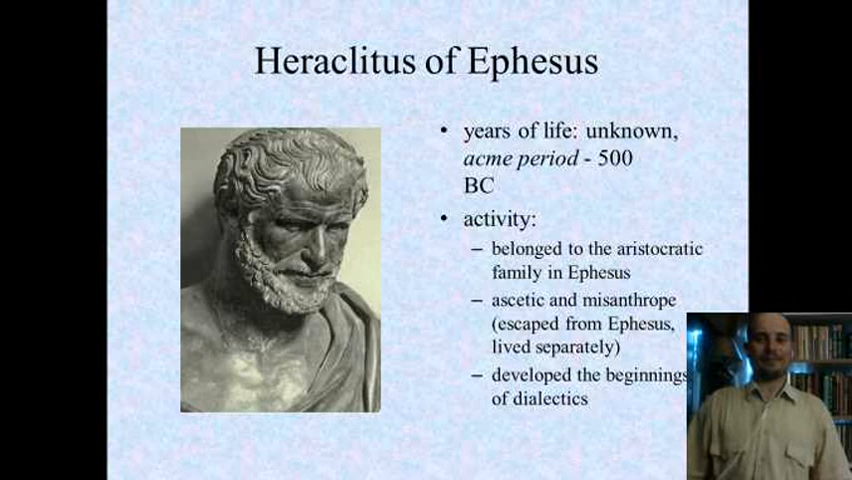 Heraclitus of Ephesus
• years of life: unknown,
acme period - 500
BC
• activity:
– belonged to the aristocratic
family in Ephesus
– ascetic and misanthrope
(escaped from Ephesus,
lived separately)
– developed the beginnings
of dialectics